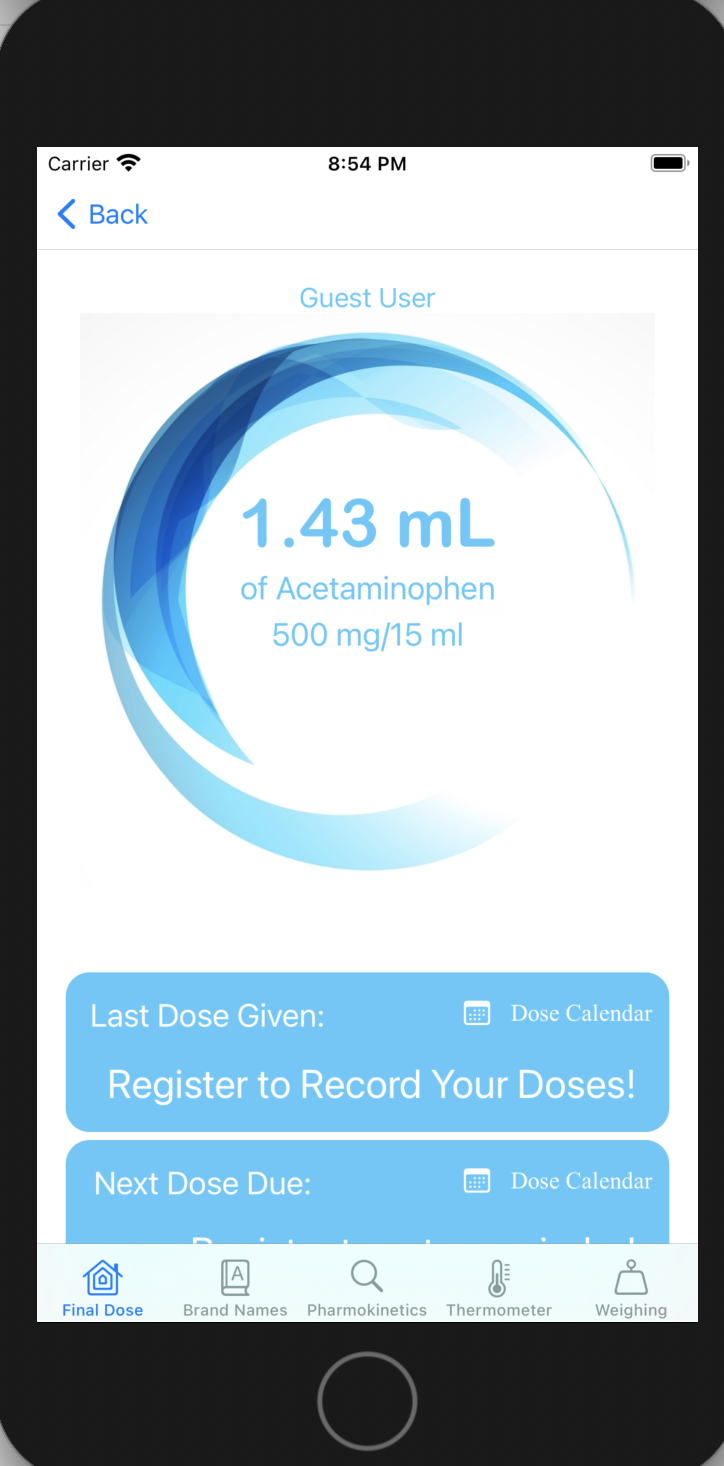 Carrier 8:54 PM
Back
Guest User
1.43 mL
of Acetaminophen
500 mg/15 ml
Last Dose Given: Dose Calendar
Register to Record Your Doses!
Next Dose Due: Dose Calendar
Final Dose Brand Names Pharmokinetics Thermometer Weighing